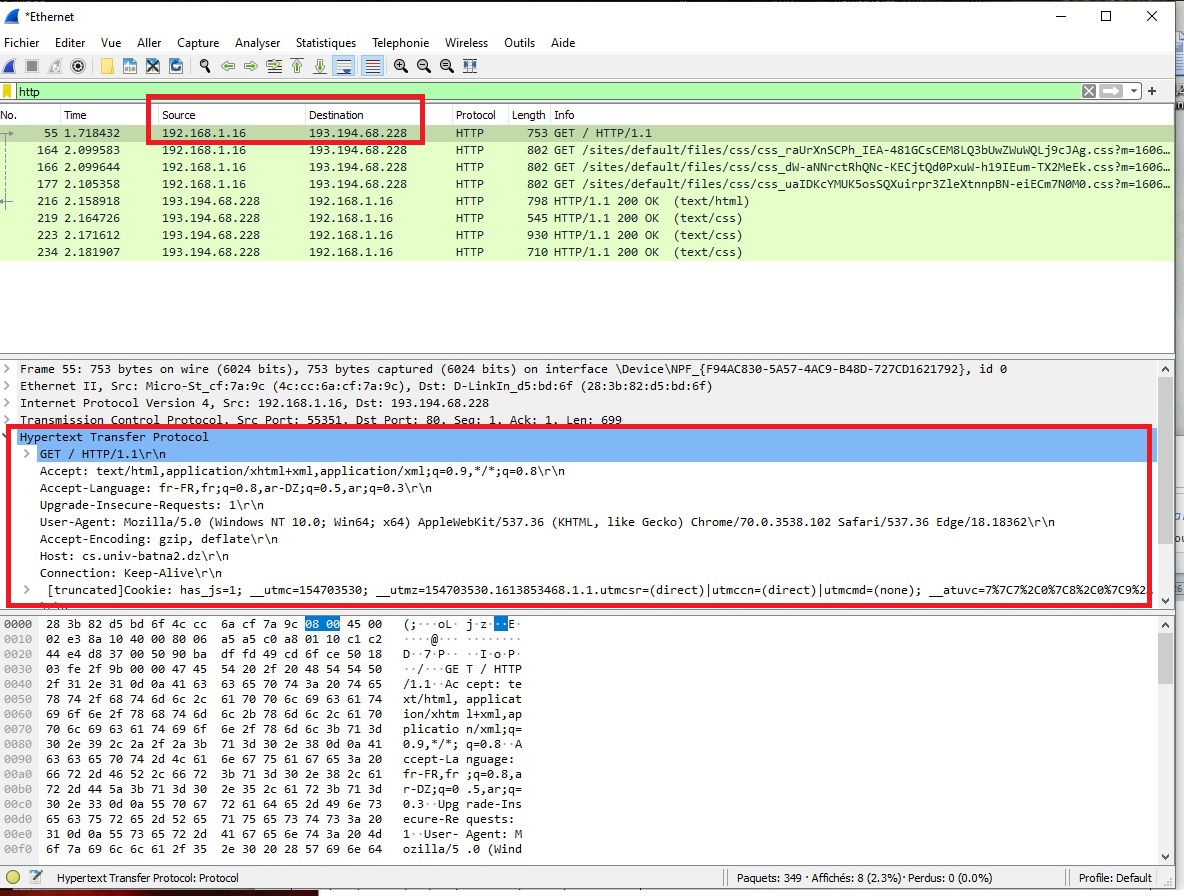 *Ethernet
Fichier Editer Vue Aller Capture Analyser Statistiques Telephonie Wireless Outils Aide
http
No. Time Source Destination Protocol Length Info
55 1.718432 192.168.1.16 193.194.68.228 HTTP 753 GET / HTTP/1.1
164 2.099583 192.168.1.16 193.194.68.228 HTTP 802 GET /sites/default/files/css/css_raUrXnSCPh_IEA-481GCsCEM8LQ3bUwZWuWQLj9cJAg.css?m=1606…
166 2.099644 192.168.1.16 193.194.68.228 HTTP 802 GET /sites/default/files/css/css_dW-aNNrctRhQNc-KECjtQd0PxuW-h19IEum-TX2MeEk.css?m=1606…
177 2.105358 192.168.1.16 193.194.68.228 HTTP 802 GET /sites/default/files/css/css_uaIDKcYMUK5osSQXuirpr3ZleXtnnpBN-eiECm7N0M0.css?m=1606…
216 2.158918 193.194.68.228 192.168.1.16 HTTP 798 HTTP/1.1 200 OK (text/html)
219 2.164726 193.194.68.228 192.168.1.16 HTTP 545 HTTP/1.1 200 OK (text/css)
223 2.171612 193.194.68.228 192.168.1.16 HTTP 930 HTTP/1.1 200 OK (text/css)
234 2.181907 193.194.68.228 192.168.1.16 HTTP 710 HTTP/1.1 200 OK (text/css)
Frame 55: 753 bytes on wire (6024 bits), 753 bytes captured (6024 bits) on interface \Device\NPF_{F94AC830-5A57-4AC9-B48D-727CD1621792}, id 0
Ethernet II, Src: Micro-St_cf:7a:9c (4c:cc:6a:cf:7a:9c), Dst: D-LinkIn_d5:bd:6f (28:3b:82:d5:bd:6f)
Internet Protocol Version 4, Src: 192.168.1.16, Dst: 193.194.68.228
Transmission Control Protocol, Src Port: 55351, Dst Port: 80, Seq: 1, Ack: 1, Len: 699
Hypertext Transfer Protocol
GET / HTTP/1.1\r\n
Accept: text/html,application/xhtml+xml,application/xml;q=0.9,*/*;q=0.8\r\n
Accept-Language: fr-FR,fr;q=0.8,ar-DZ;q=0.5,ar;q=0.3\r\n
Upgrade-Insecure-Requests: 1\r\n
User-Agent: Mozilla/5.0 (Windows NT 10.0; Win64; x64) AppleWebKit/537.36 (KHTML, like Gecko) Chrome/70.0.3538.102 Safari/537.36 Edge/18.18362\r\n
Accept-Encoding: gzip, deflate\r\n
Host: cs.univ-batna2.dz\r\n
Connection: Keep-Alive\r\n
[truncated]Cookie: has_js=1; __utmc=154703530; __utmz=154703530.1613853468.1.1.utmcsr=(direct)|utmccn=(direct)|utmcmd=(none); __atuvc=7%7C7%2C0%7C8%2C0%7C9%2
0000 28 3b 82 d5 bd 6f 4c cc 6a cf 7a 9c 08 00 45 00 (;···oL· j·z···E·
0010 02 e3 8a 10 40 00 80 06 a5 a5 c0 a8 01 10 c1 c2 ····@··· ········
0020 44 e4 d8 37 00 50 90 ba df fd 49 cd 6f ce 50 18 D··7·P·· ··I·o·P·
0030 03 fe 2f 9b 00 00 47 45 54 20 2f 20 48 54 54 50 ··/···GE T / HTTP
0040 2f 31 2e 31 0d 0a 41 63 63 65 70 74 3a 20 74 65 /1.1··Ac cept: te
0050 78 74 2f 68 74 6d 6c 2c 61 70 70 6c 69 63 61 74 xt/html, applicat
0060 69 6f 6e 2f 78 68 74 6d 6c 2b 78 6d 6c 2c 61 70 ion/xhtm l+xml,ap
0070 70 6c 69 63 61 74 69 6f 6e 2f 78 6d 6c 3b 71 3d plicatio n/xml;q=
0080 30 2e 39 2c 2a 2f 2a 3b 71 3d 30 2e 38 0d 0a 41 0.9,*/*; q=0.8··A
0090 63 63 65 70 74 2d 4c 61 6e 67 75 61 67 65 3a 20 ccept-La nguage:
00a0 66 72 2d 46 52 2c 66 72 3b 71 3d 30 2e 38 2c 61 fr-FR,fr ;q=0.8,a
00b0 72 2d 44 5a 3b 71 3d 30 2e 35 2c 61 72 3b 71 3d r-DZ;q=0 .5,ar;q=
00c0 30 2e 33 0d 0a 55 70 67 72 61 64 65 2d 49 6e 73 0.3··Upg rade-Ins
00d0 65 63 75 72 65 2d 52 65 71 75 65 73 74 73 3a 20 ecure-Re quests:
00e0 31 0d 0a 55 73 65 72 2d 41 67 65 6e 74 3a 20 4d 1··User- Agent: M
00f0 6f 7a 69 6c 6c 61 2f 35 2e 30 20 28 57 69 6e 64 ozilla/5 .0 (Wind
Hypertext Transfer Protocol: Protocol Paquets: 349 · Affichés: 8 (2.3%) · Perdus: 0 (0.0%) Profile: Default